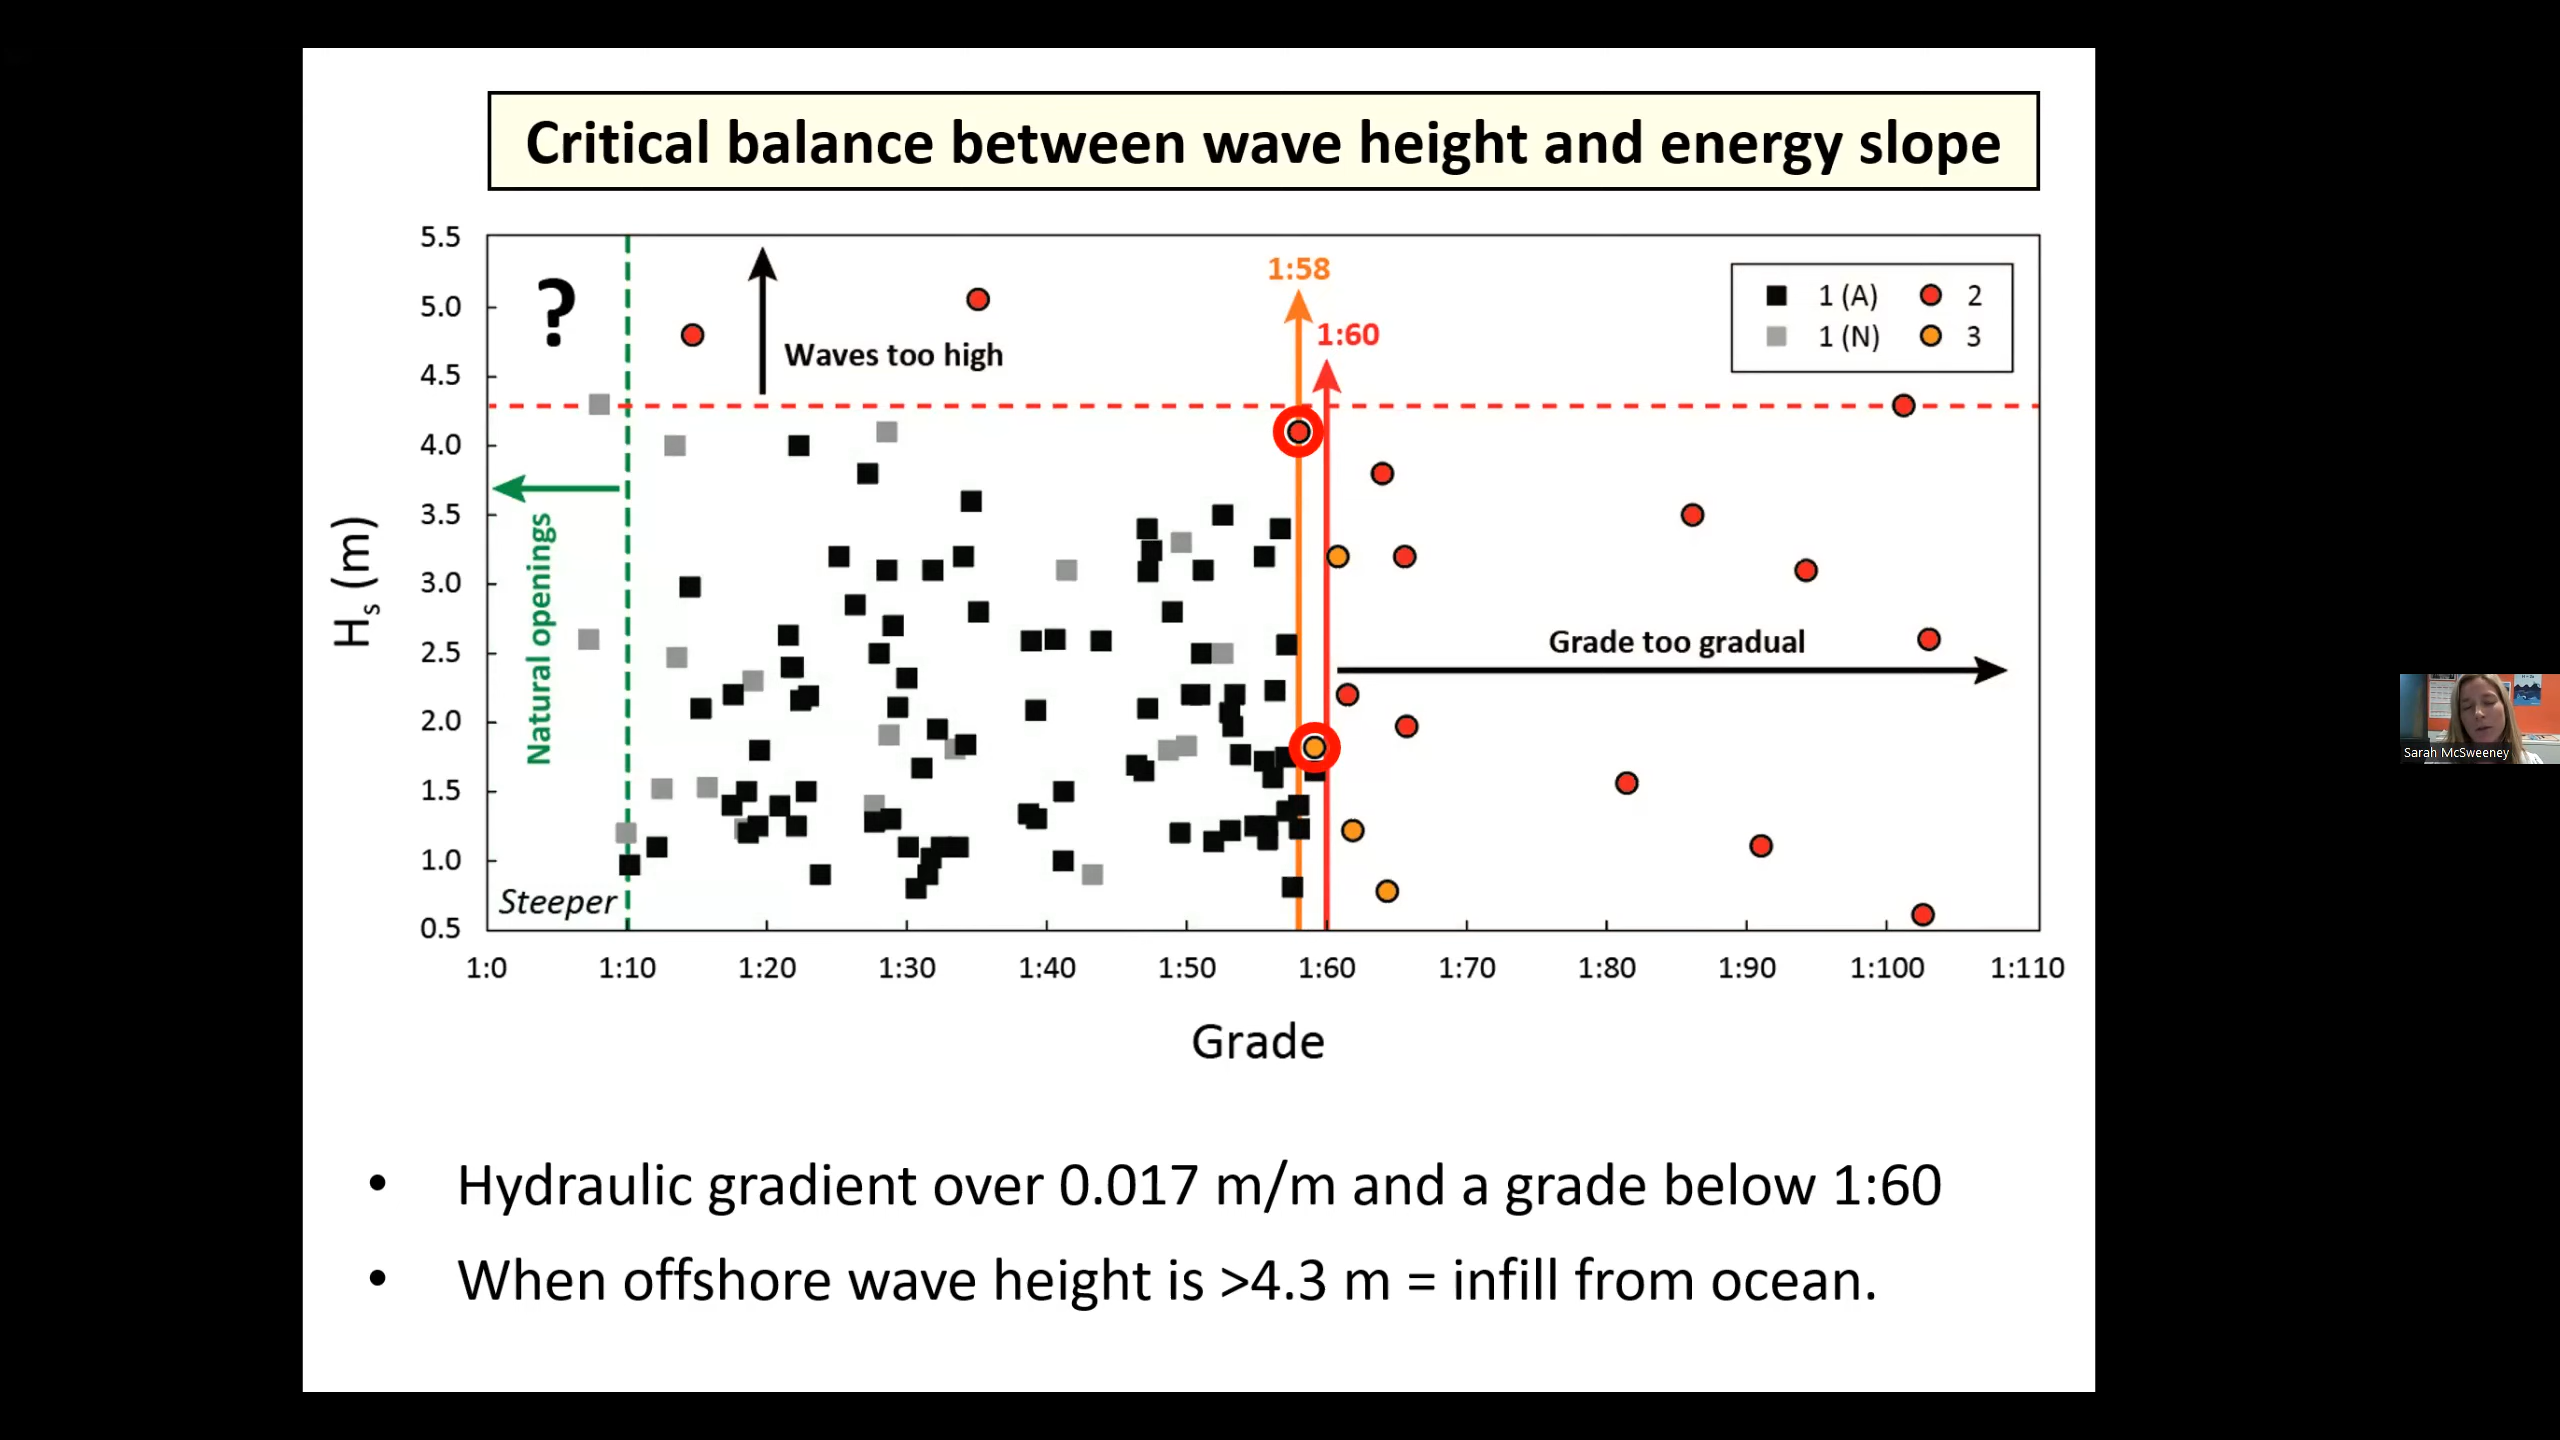 Critical balance between wave height and energy slope
5.5
5.0
4.5
4.0
3.5
3.0
2.5
2.0
1.5
1.0
0.5
Hs (m)
?
Waves too high
1:58
1:60
1 (A)
2
1 (N)
3
Natural openings
Grade too gradual
Steeper
1:0
1:10
1:20
1:30
1:40
1:50
1:60
1:70
1:80
1:90
1:100
1:110
Grade
• Hydraulic gradient over 0.017 m/m and a grade below 1:60
• When offshore wave height is >4.3 m = infill from ocean.
Sarah McSweeney